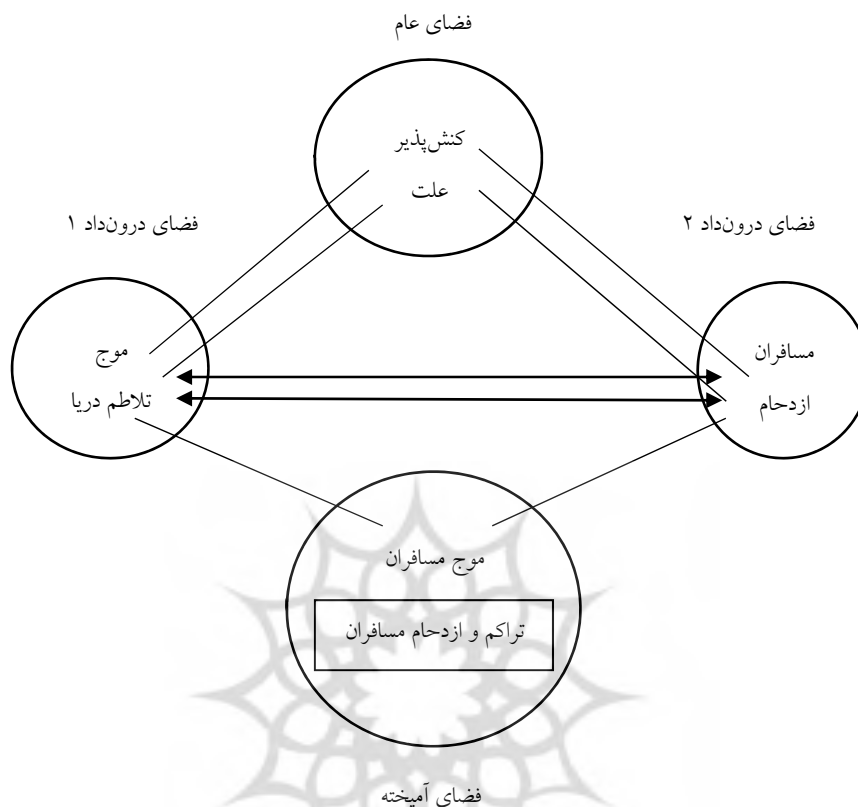 فضای عام
کنش‌پذیر
علت
فضای درون‌داد ۲
فضای درون‌داد ۱
مسافران
ازدحام
موج
تلاطم دریا
موج مسافران
تراکم و ازدحام مسافران
فضای آمیخته